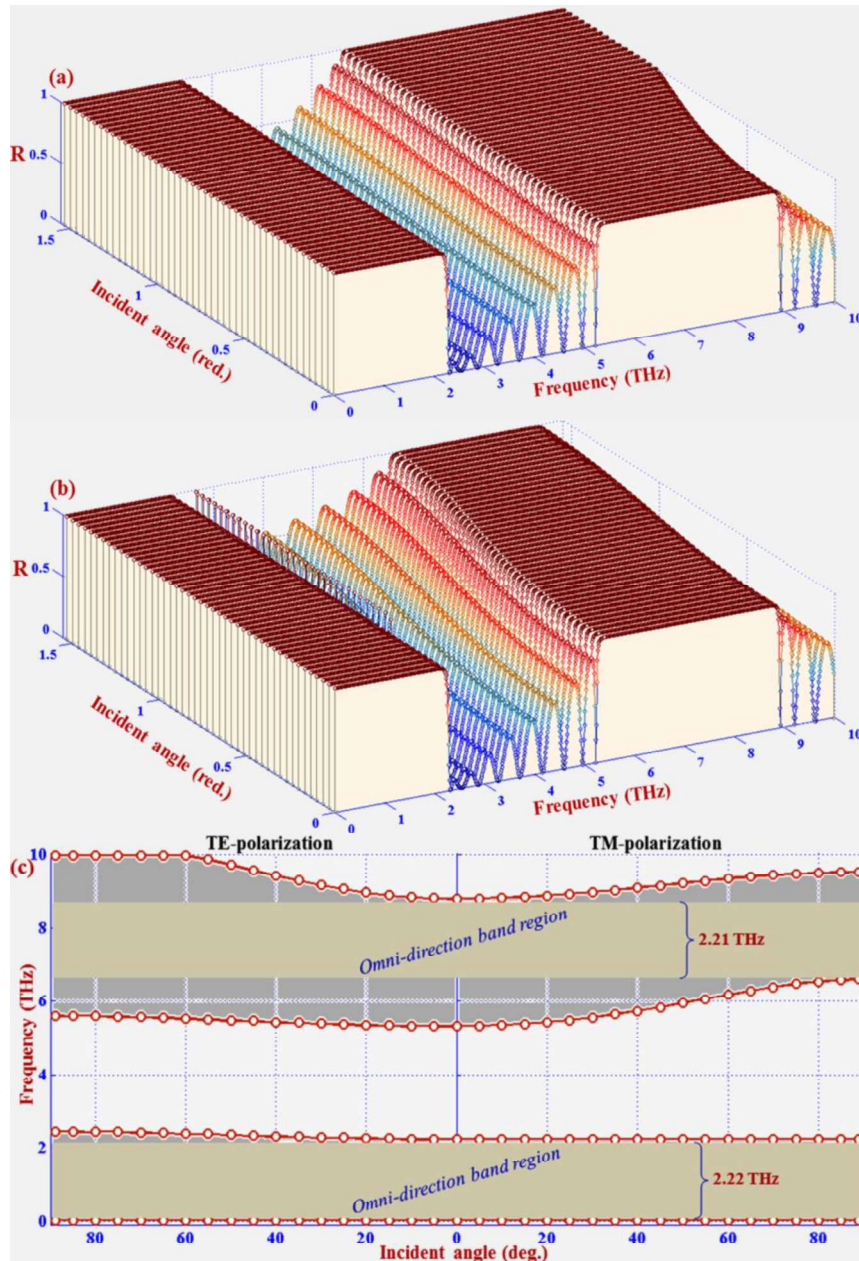 (a)
1
R 0.5
0
1.5
1
0.5
0
Incident angle (red.)
0
1
2
3
4
5
6
7
8
9
10
Frequency (THz)
(b)
1
R 0.5
0
1.5
1
0.5
0
Incident angle (red.)
0
1
2
3
4
5
6
7
8
9
10
Frequency (THz)
TE-polarization TM-polarization
(c)
10
8
6
4
2
0
Frequency (THz)
Omni-direction band region
2.21 THz
Omni-direction band region
2.22 THz
80 60 40 20 0 20 40 60 80
Incident angle (deg.)